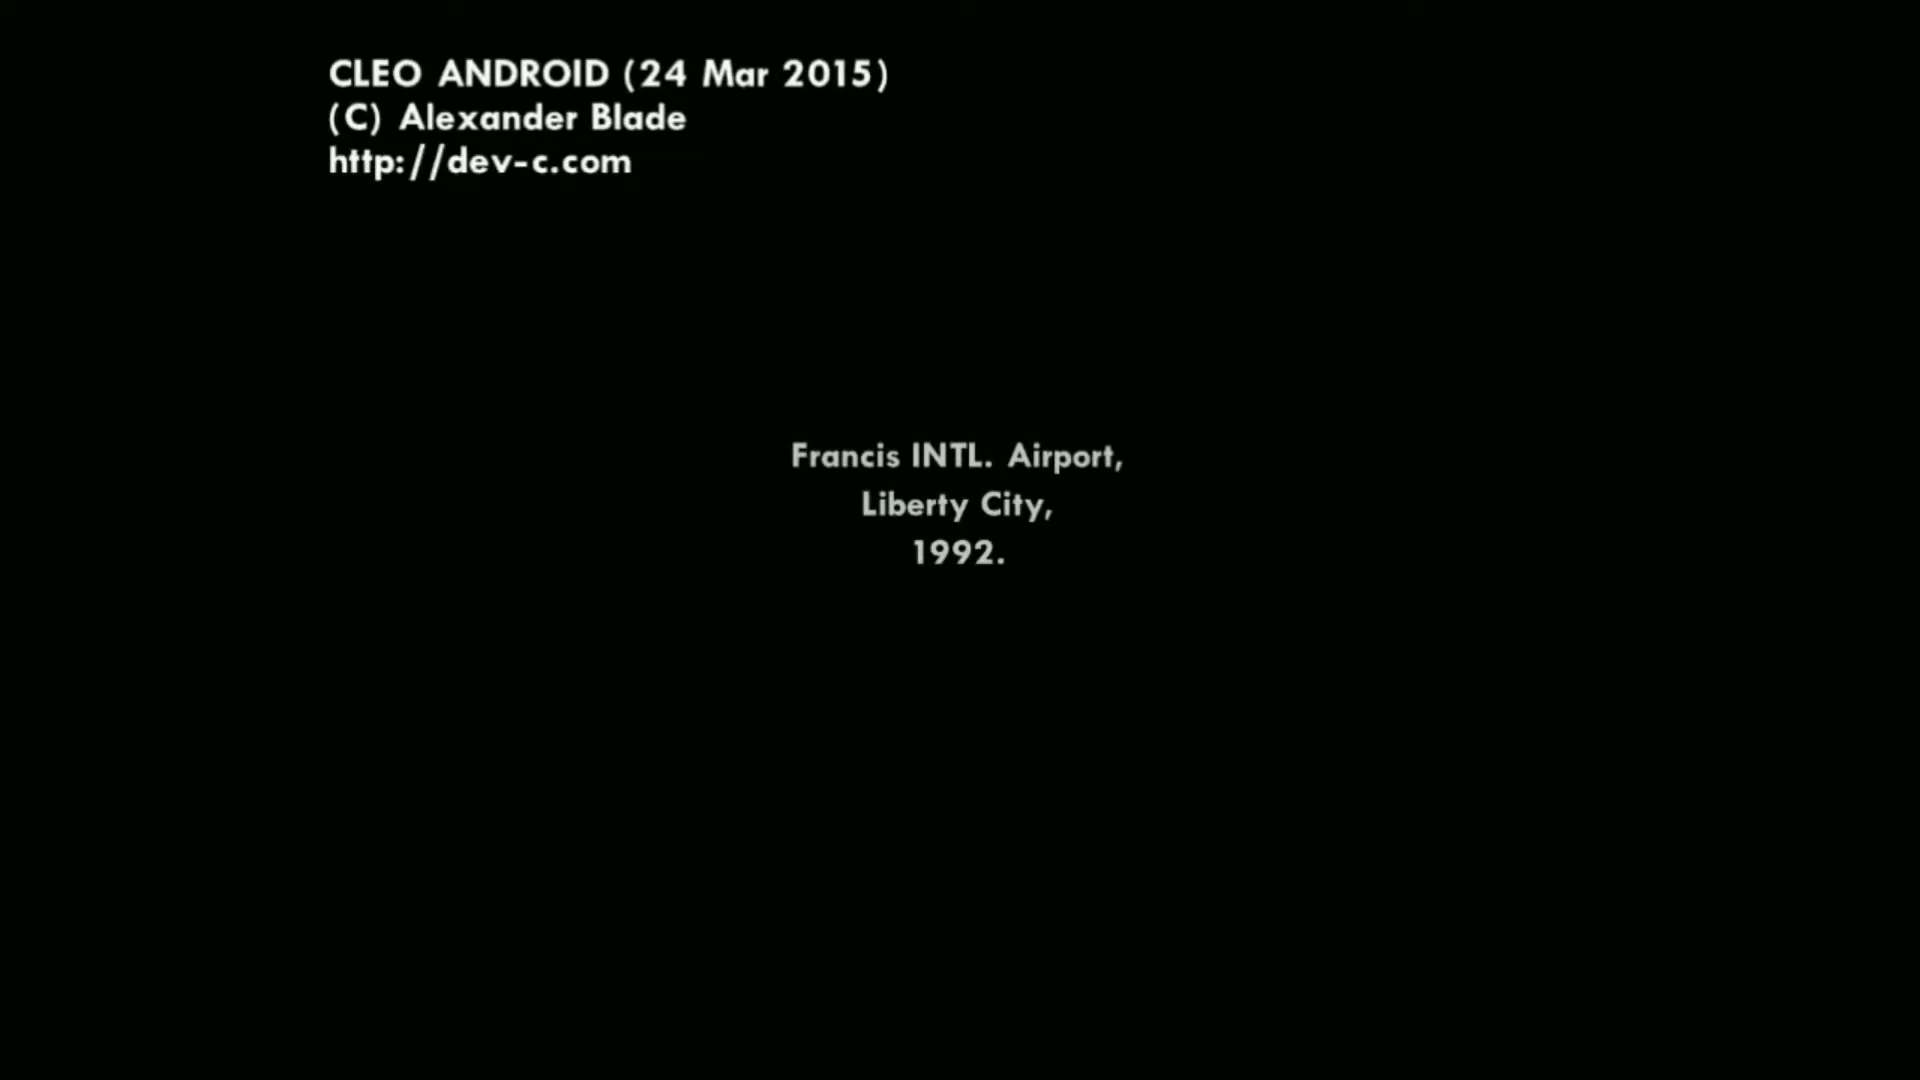 CLEO ANDROID (24 Mar 2015)
(C) Alexander Blade
http://dev-c.com
Francis INTL. Airport,
Liberty City,
1992.